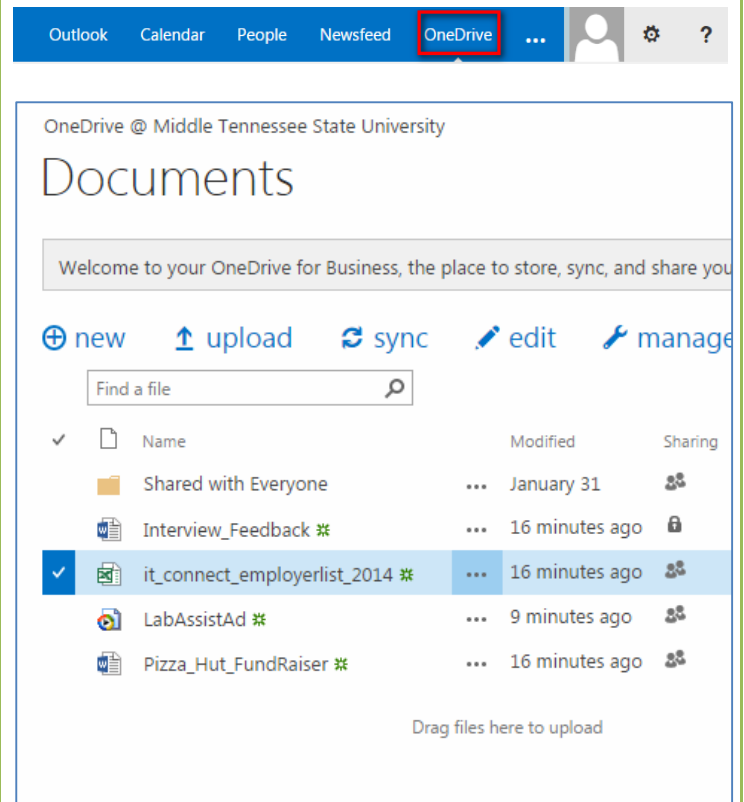 Outlook Calendar People Newsfeed OneDrive ... ?
OneDrive @ Middle Tennessee State University
Documents
Welcome to your OneDrive for Business, the place to store, sync, and share you
new upload sync edit manage
Find a file
Name Modified Sharing
Shared with Everyone ... January 31
Interview_Feedback ... 16 minutes ago
it_connect_employerlist_2014 ... 16 minutes ago
LabAssistAd ... 9 minutes ago
Pizza_Hut_FundRaiser ... 16 minutes ago
Drag files here to upload